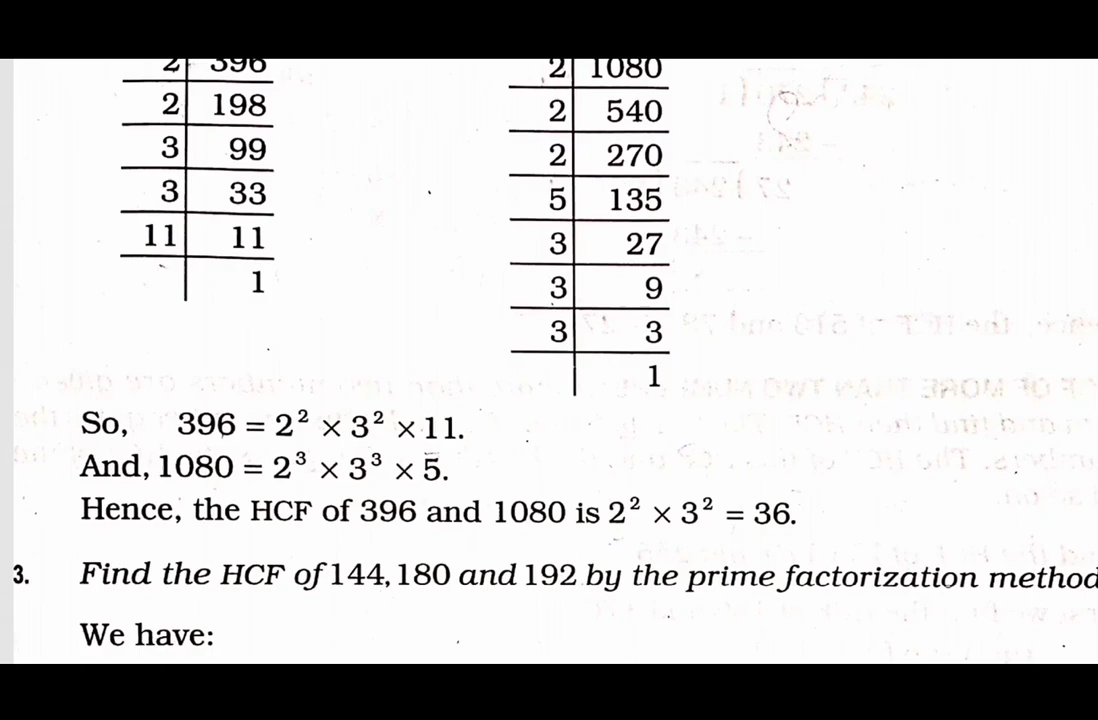 2 396
2 198
3 99
3 33
11 11
1
2 1080
2 540
2 270
5 135
3 27
3 9
3 3
1
So, 396 = 2² × 3² × 11.
And, 1080 = 2³ × 3³ × 5.
Hence, the HCF of 396 and 1080 is 2² × 3² = 36.
3. Find the HCF of 144, 180 and 192 by the prime factorization method
We have: